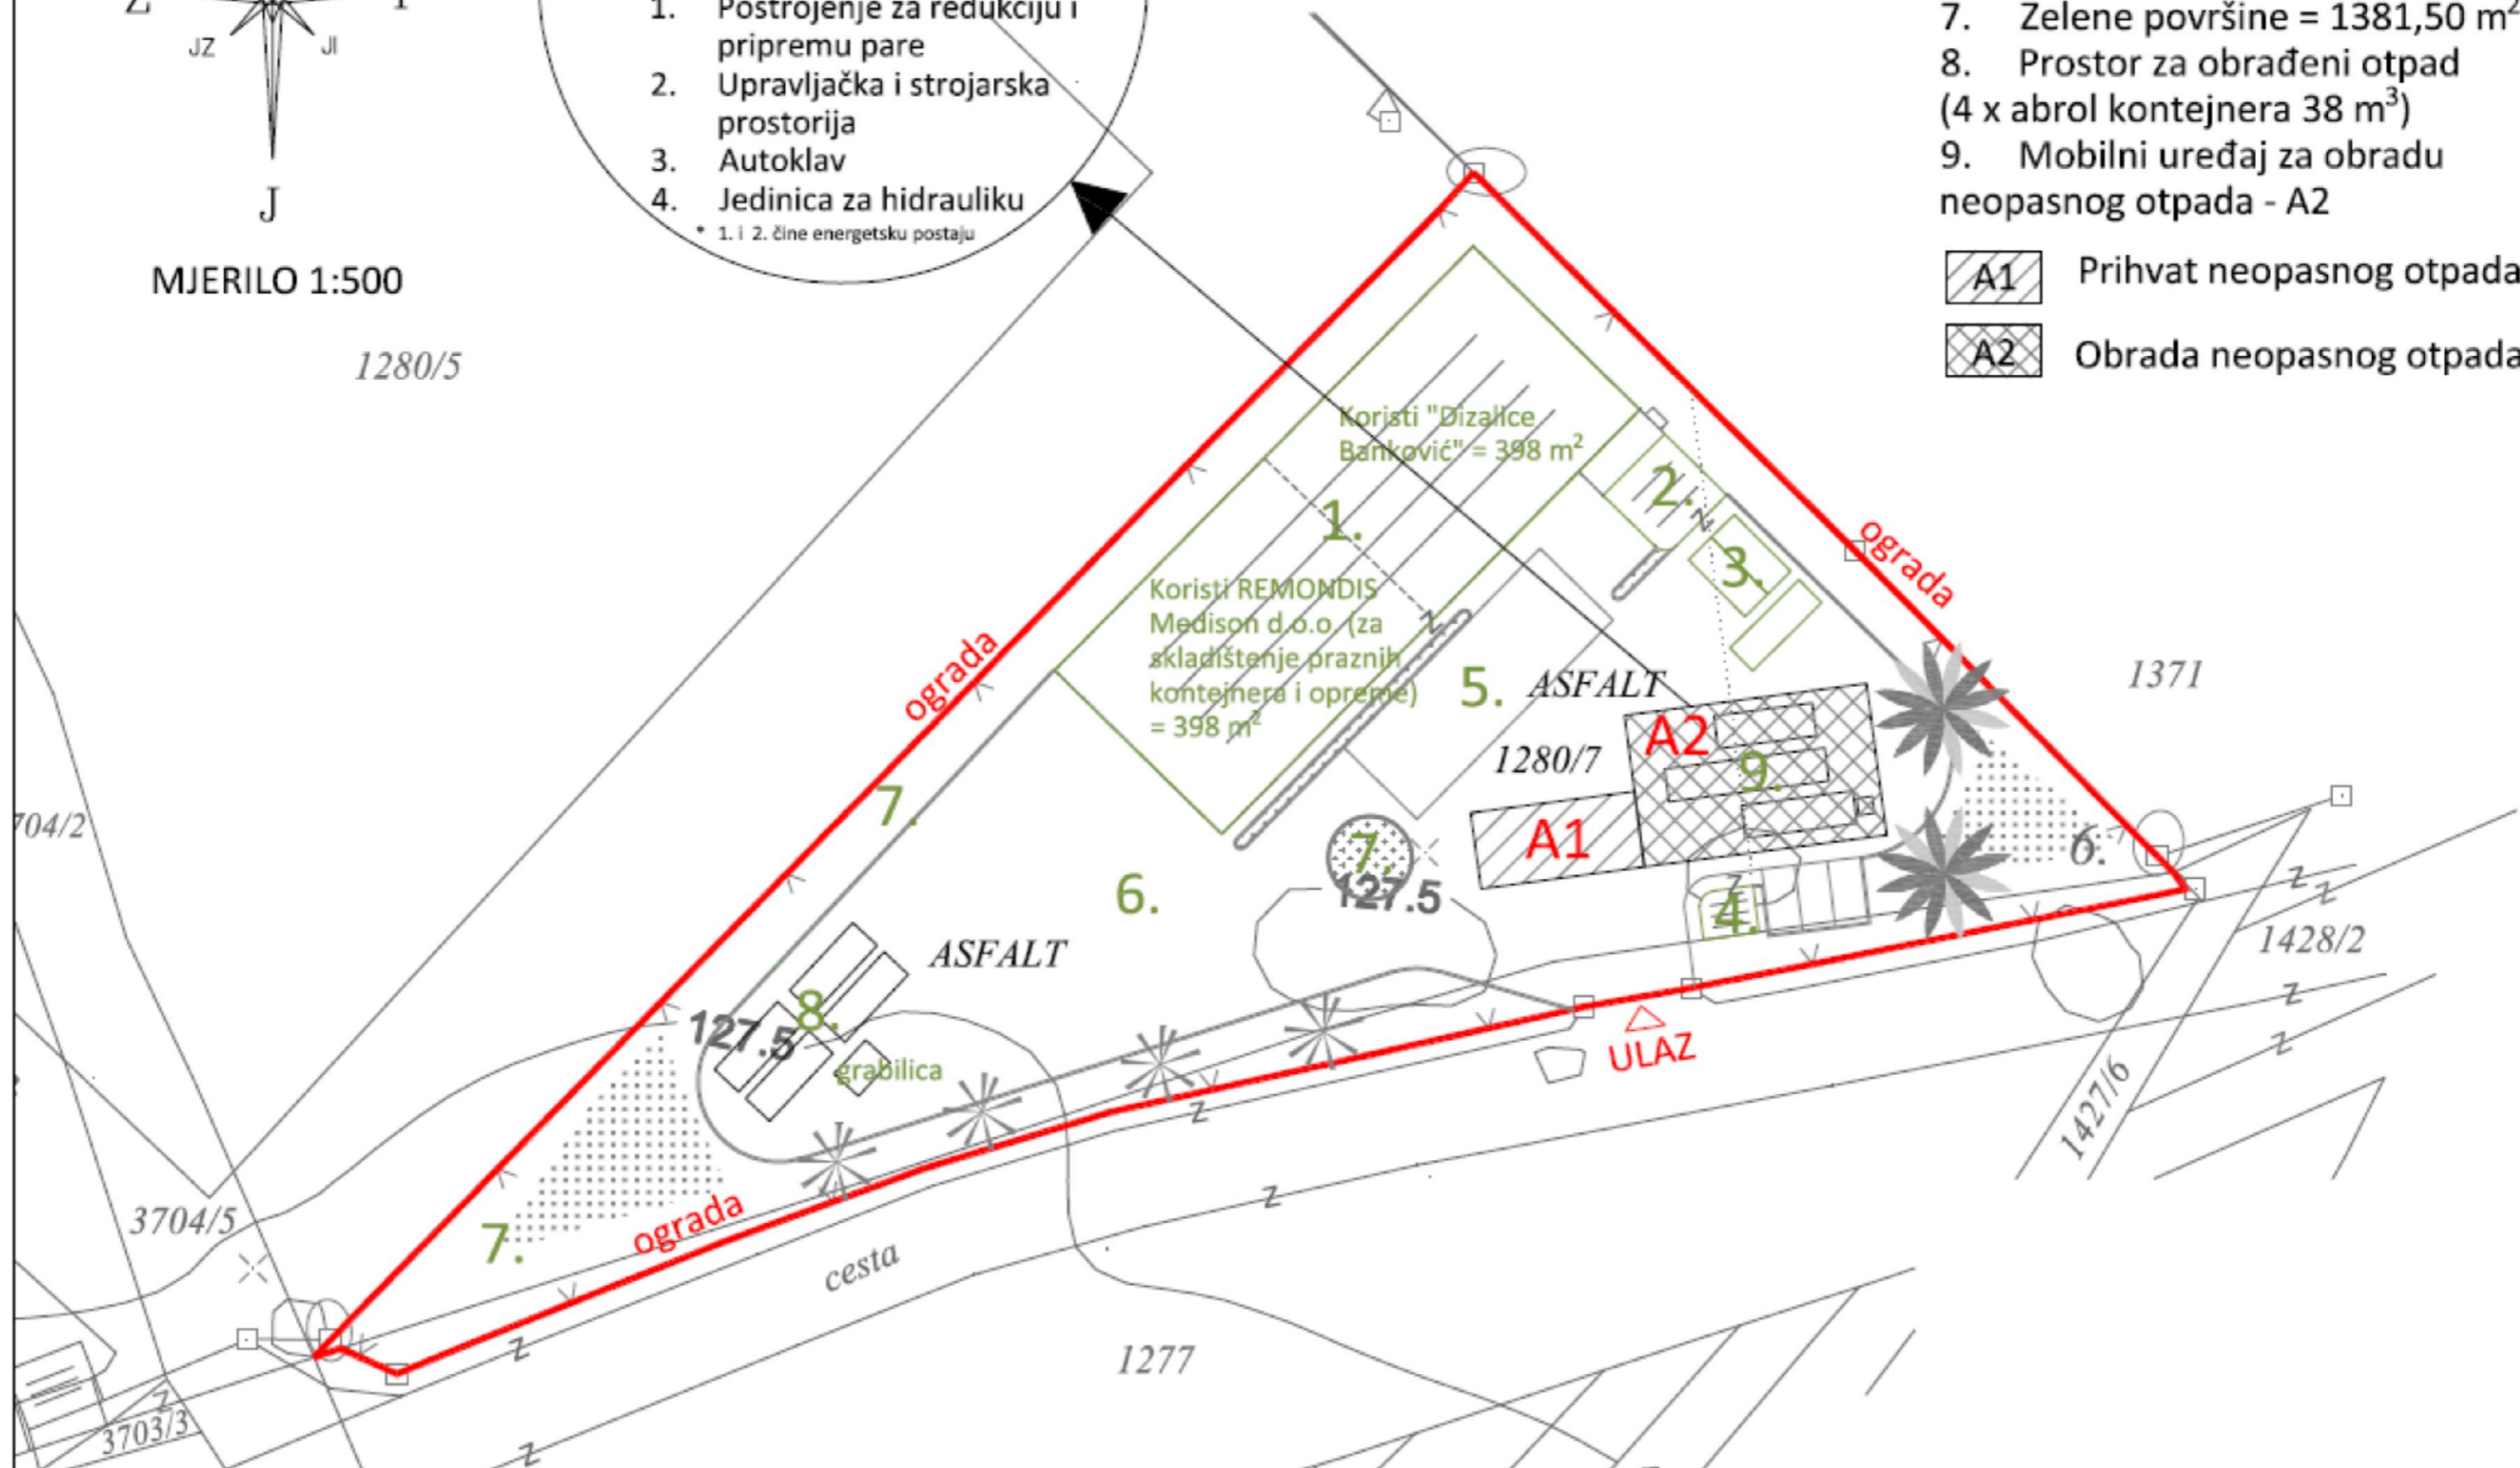 JZ
JI
J
MJERILO 1:500
1. Postrojenje za redukciju i
pripremu pare
2. Upravljačka i strojarska
prostorija
3. Autoklav
4. Jedinica za hidrauliku
* 1. i 2. čine energetsku postaju
7. Zelene površine = 1381,50 m²
8. Prostor za obrađeni otpad
(4 x abrol kontejnera 38 m³)
9. Mobilni uređaj za obradu
neopasnog otpada - A2
A1 Prihvat neopasnog otpada
A2 Obrada neopasnog otpada
1280/5
Koristi "Dizalice
Banković" = 398 m²
1.
2.
3.
ograda
Koristi REMONDIS
Medison d.o.o. (za
skladištenje praznih
kontejnera i opreme)
= 398 m²
ograda
5.
ASFALT
1371
A2
1280/7
9.
7.
704/2
A1
7.
6.
127.5
6.
4.
ASFALT
1428/2
8.
127.5
grabilica
ULAZ
1427/6
3704/5
7.
ograda
cesta
1277
3703/3